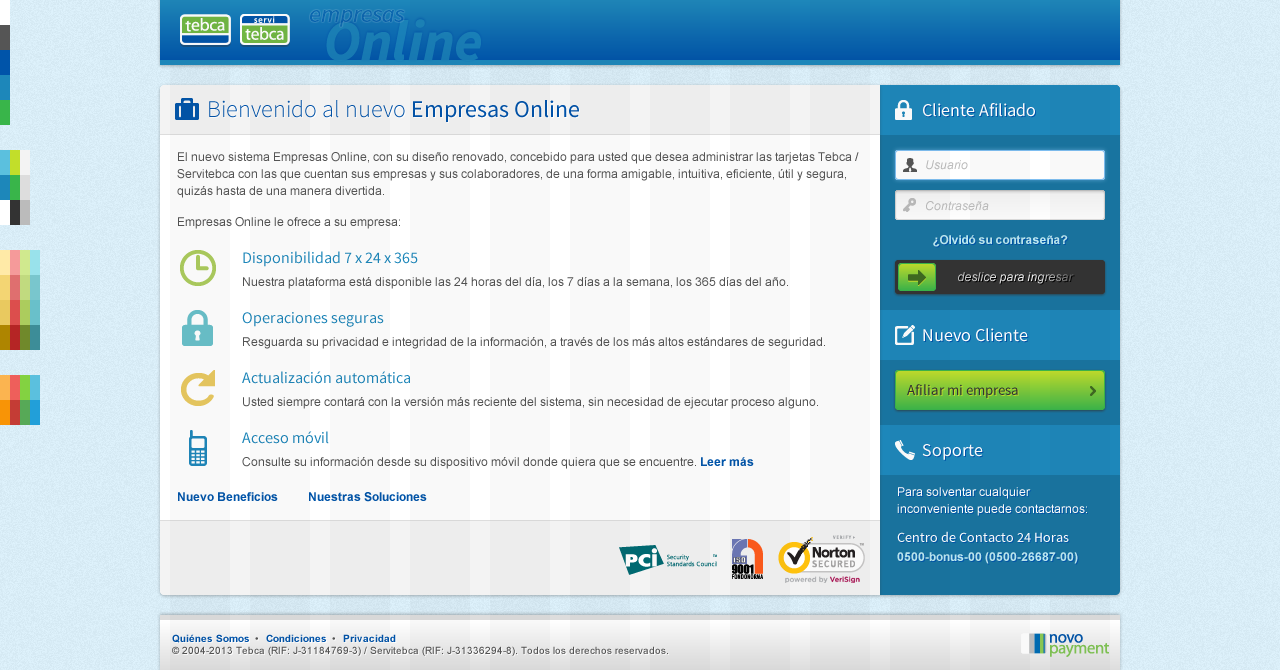 tebca
servi
tebca
empresas
Online
Bienvenido al nuevo Empresas Online
El nuevo sistema Empresas Online, con su diseño renovado, concebido para usted que desea administrar las tarjetas Tebca /
Servitebca con las que cuentan sus empresas y sus colaboradores, de una forma amigable, intuitiva, eficiente, útil y segura,
quizás hasta de una manera divertida.
Empresas Online le ofrece a su empresa:
Disponibilidad 7 x 24 x 365
Nuestra plataforma está disponible las 24 horas del día, los 7 días a la semana, los 365 días del año.
Operaciones seguras
Resguarda su privacidad e integridad de la información, a través de los más altos estándares de seguridad.
Actualización automática
Usted siempre contará con la versión más reciente del sistema, sin necesidad de ejecutar proceso alguno.
Acceso móvil
Consulte su información desde su dispositivo móvil donde quiera que se encuentre. Leer más
Nuevo Beneficios Nuestras Soluciones
PCI Security
Standards Council
ISO
9001
FONDONORMA
VERIFY+
Norton
SECURED
powered by VeriSign
Cliente Afiliado
Usuario
Contraseña
¿Olvidó su contraseña?
deslice para ingresar
Nuevo Cliente
Afiliar mi empresa
Soporte
Para solventar cualquier
inconveniente puede contactarnos:
Centro de Contacto 24 Horas
0500-bonus-00 (0500-26687-00)
Quiénes Somos • Condiciones • Privacidad
© 2004-2013 Tebca (RIF: J-31184769-3) / Servitebca (RIF: J-31336294-8). Todos los derechos reservados.
novo
payment